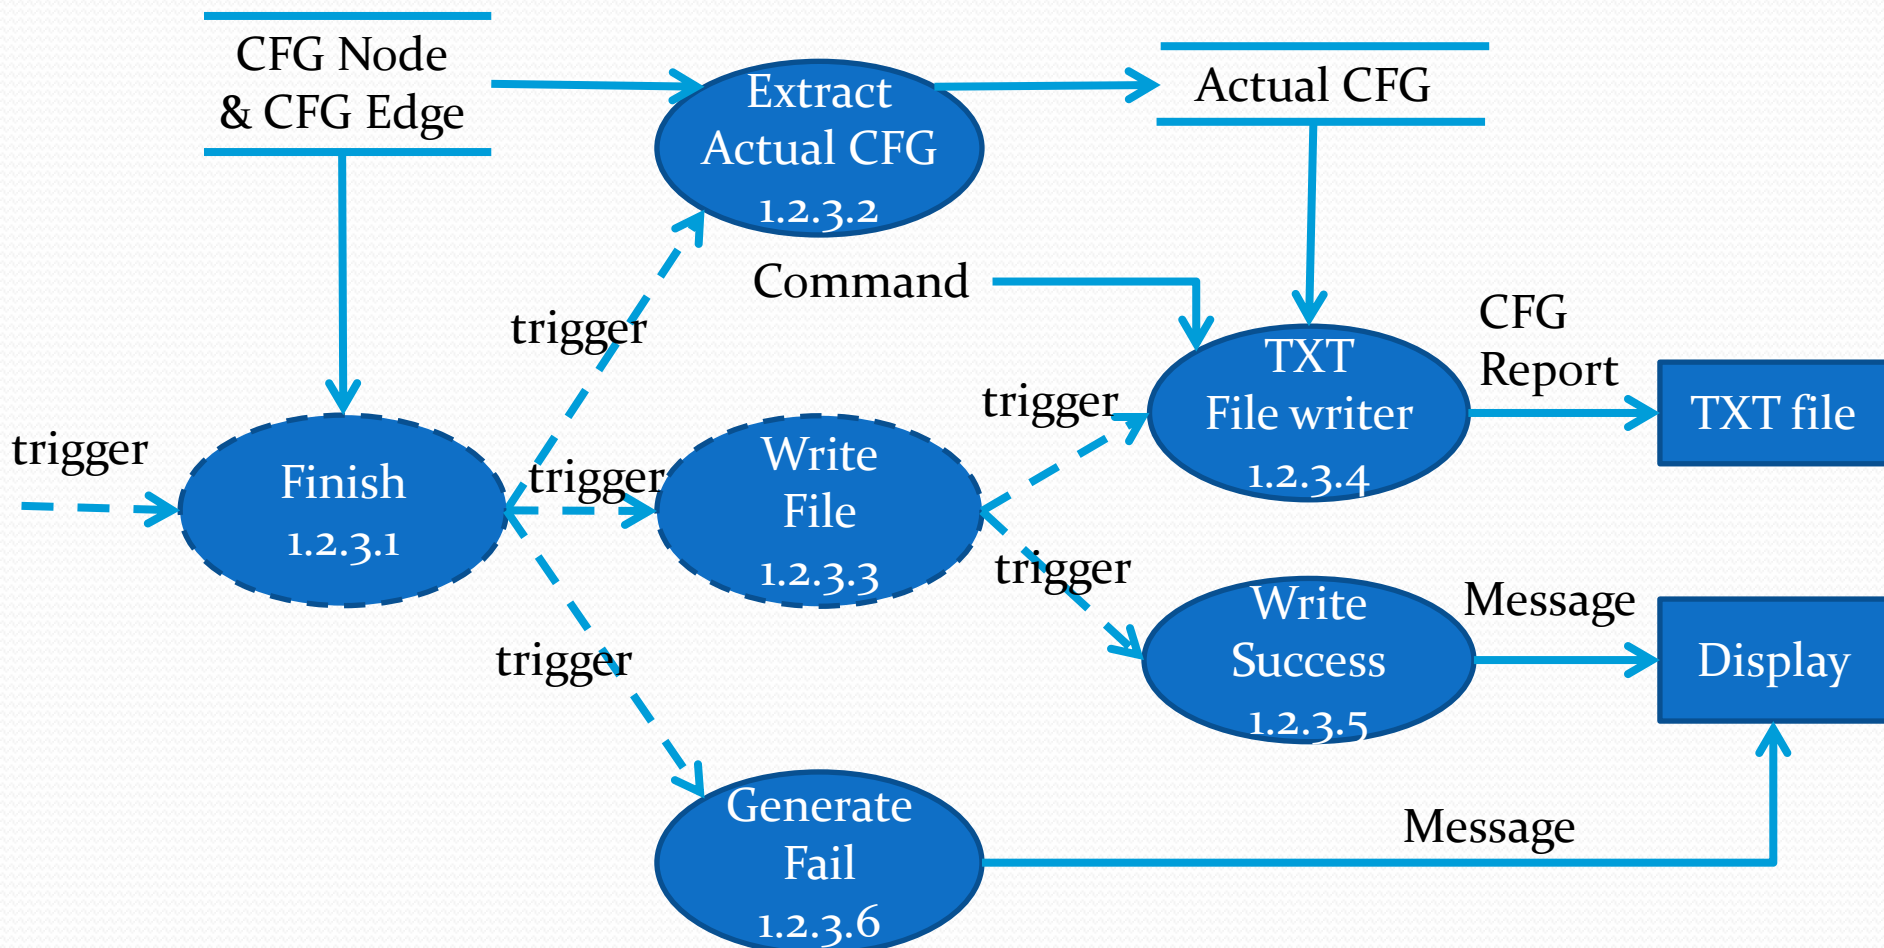 CFG Node
& CFG Edge
Extract
Actual CFG
1.2.3.2
Actual CFG
Command
trigger
CFG
Report
TXT
File writer
1.2.3.4
TXT file
trigger
trigger
Finish
1.2.3.1
trigger
Write
File
1.2.3.3
trigger
Write
Success
1.2.3.5
Message
Display
trigger
Generate
Fail
1.2.3.6
Message